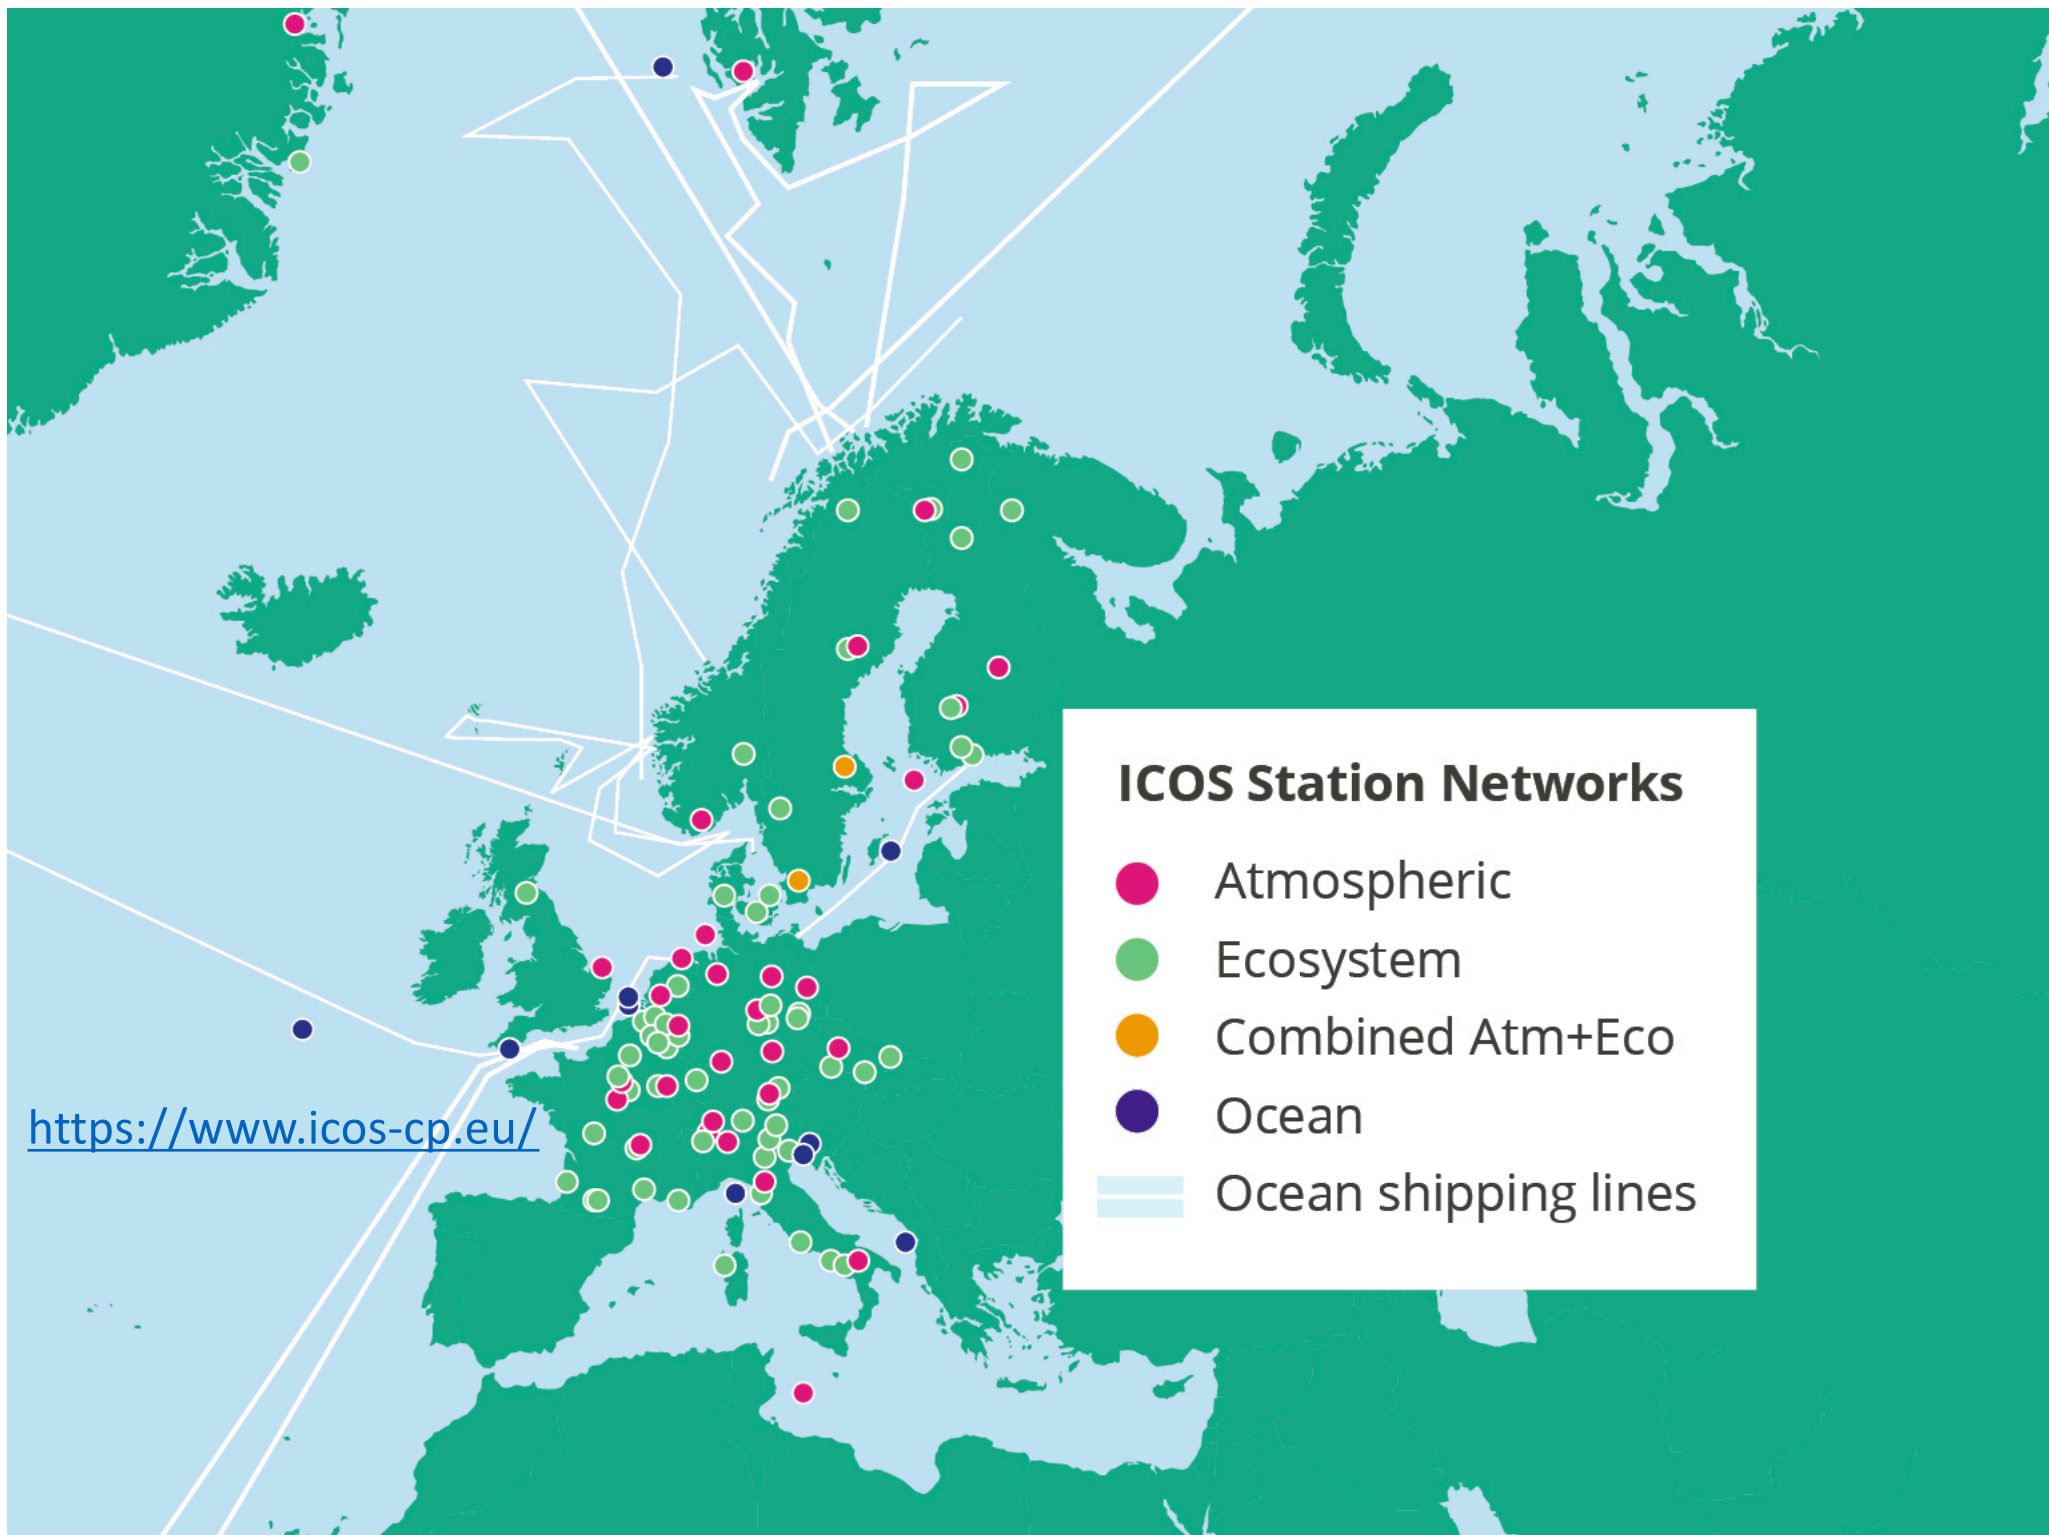 ICOS Station Networks
Atmospheric
Ecosystem
Combined Atm+Eco
Ocean
Ocean shipping lines
https://www.icos-cp.eu/